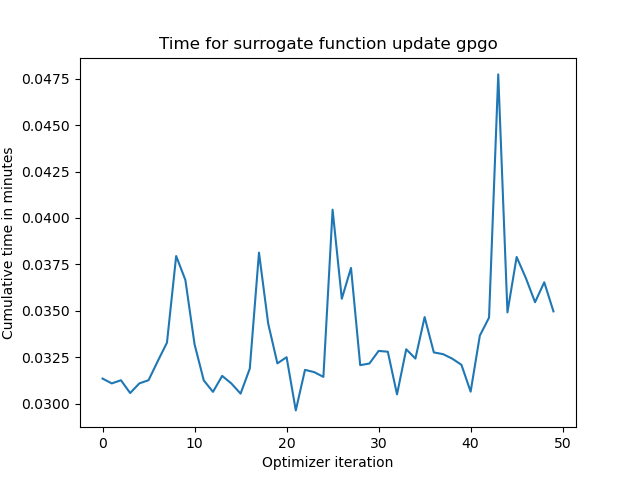 Time for surrogate function update gpgo
Cumulative time in minutes
0.0475
0.0450
0.0425
0.0400
0.0375
0.0350
0.0325
0.0300
0 10 20 30 40 50
Optimizer iteration